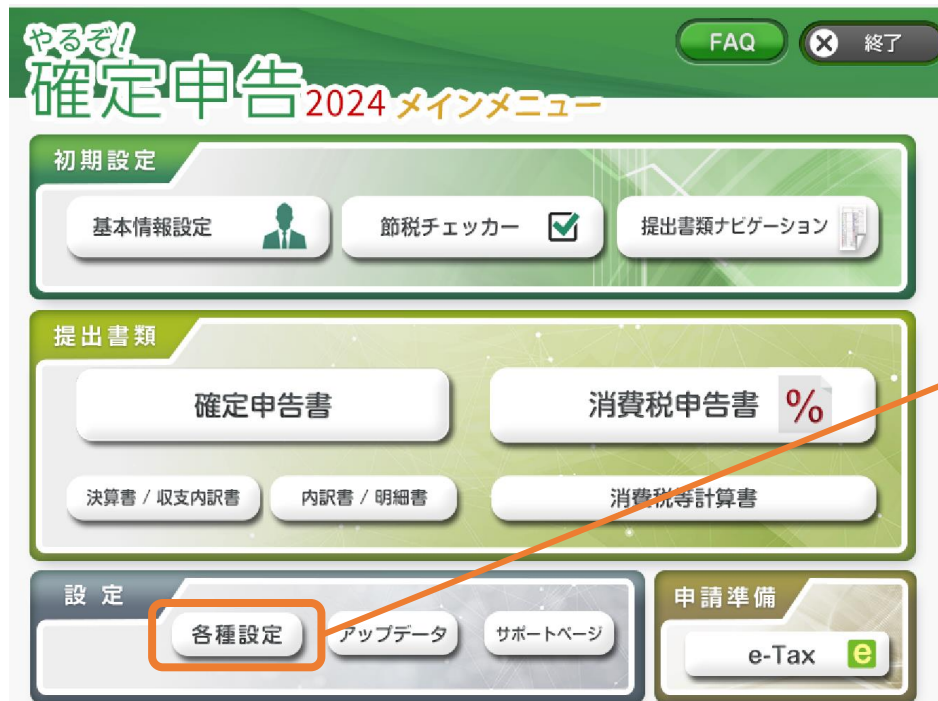 やるぞ!
確定申告2024 メインメニュー
FAQ
終了
初期設定
基本情報設定
節税チェッカー
提出書類ナビゲーション
提出書類
確定申告書
消費税申告書 %
決算書 / 収支内訳書
内訳書 / 明細書
消費税等計算書
設定
各種設定
アップデータ
サポートページ
申請準備
e-Tax e